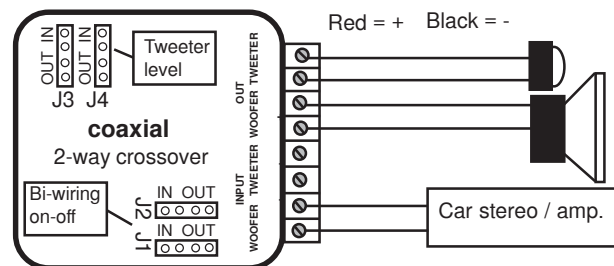 Red = + Black = -
OUT IN
OUT IN
J3 J4
Tweeter
level
coaxial
2-way crossover
Bi-wiring
on-off
J2
IN OUT
J1
IN OUT
OUT
WOOFER TWEETER
INPUT
WOOFER TWEETER
Car stereo / amp.